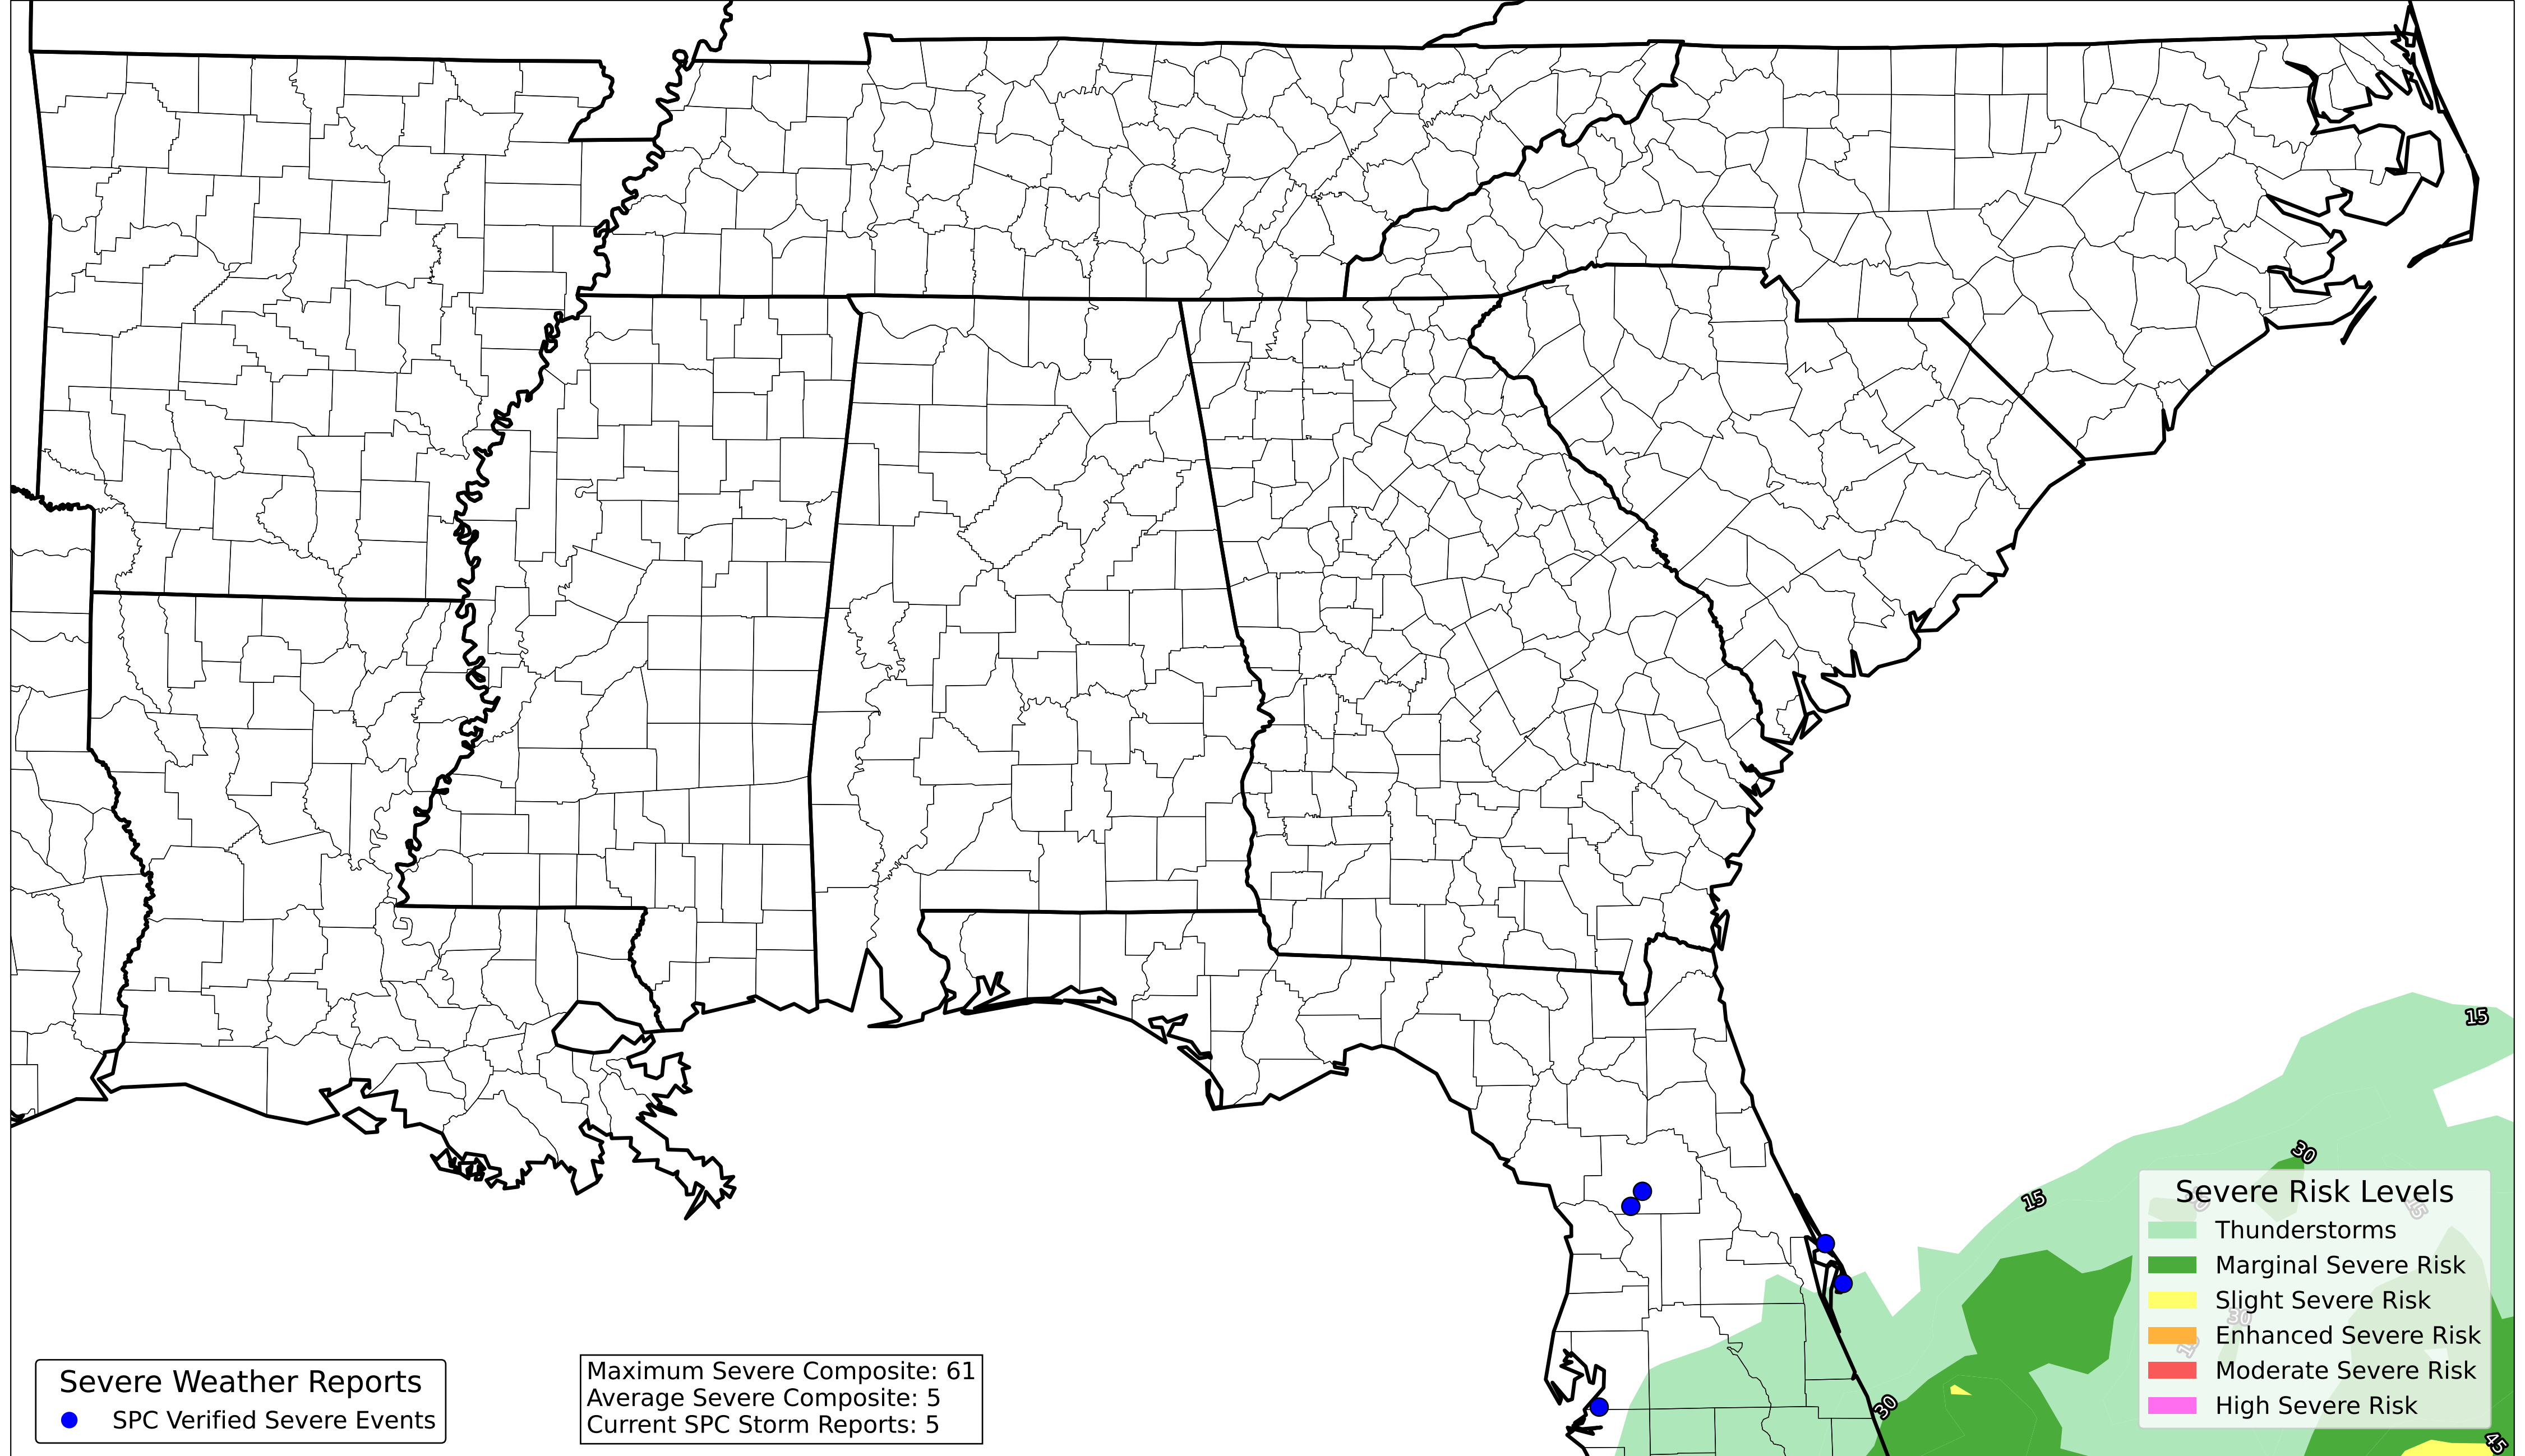 15
30
15
Severe Risk Levels
Thunderstorms
Marginal Severe Risk
Slight Severe Risk
Enhanced Severe Risk
Moderate Severe Risk
High Severe Risk
30
30
45
Severe Weather Reports
SPC Verified Severe Events
Maximum Severe Composite: 61
Average Severe Composite: 5
Current SPC Storm Reports: 5